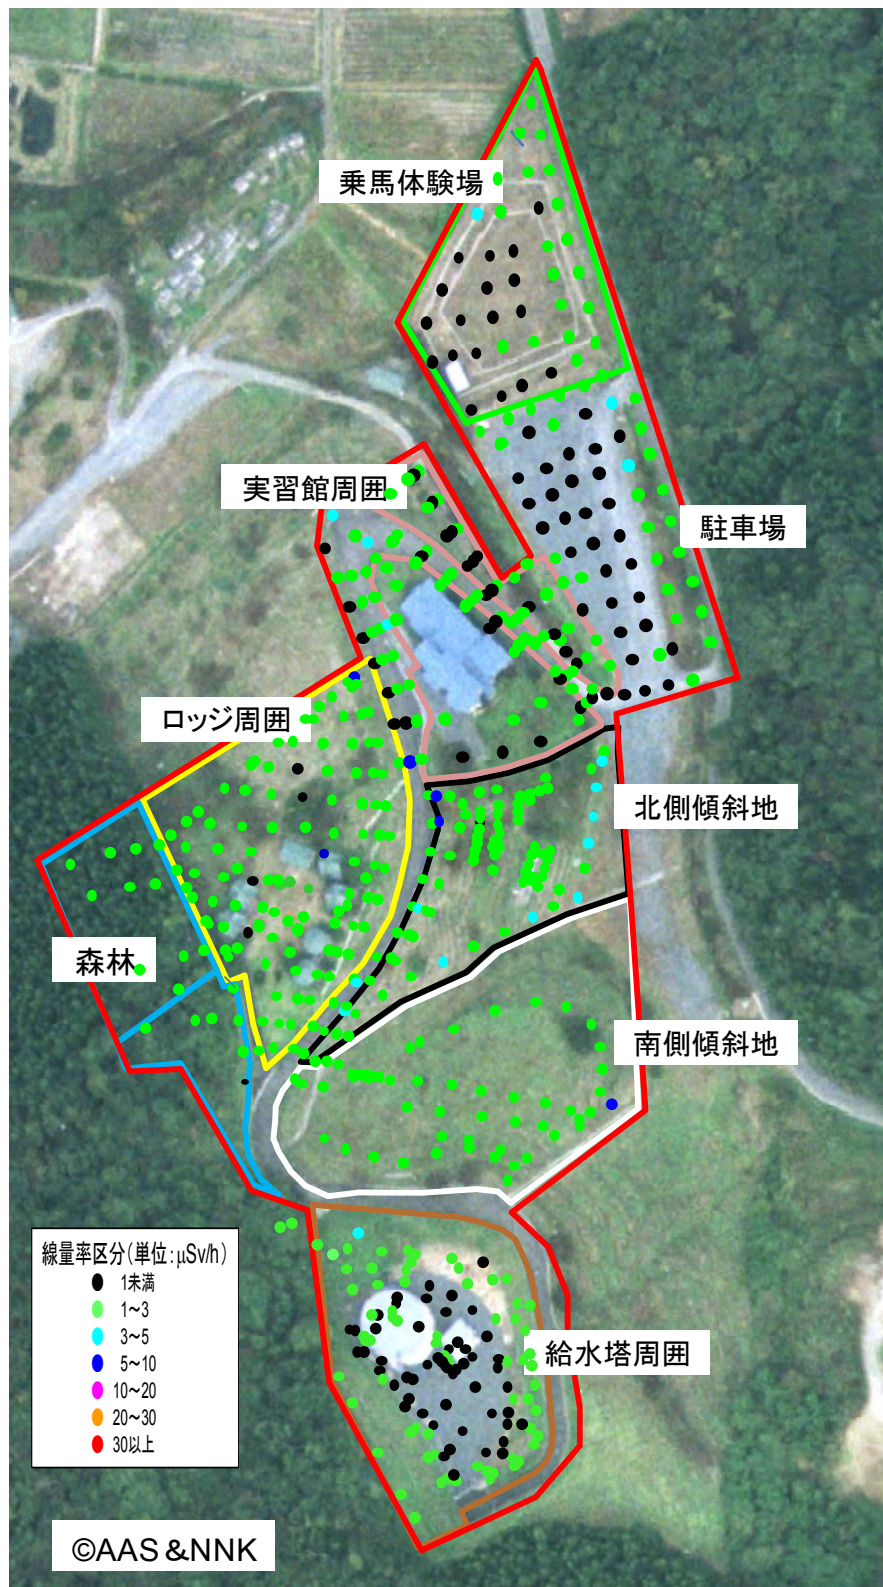 乗馬体験場
実習館周囲
駐車場
ロッジ周囲
北側傾斜地
森林
南側傾斜地
線量率区分(単位:μSv/h)
1未満
1~3
3~5
5~10
10~20
20~30
30以上
給水塔周囲
©AAS &NNK